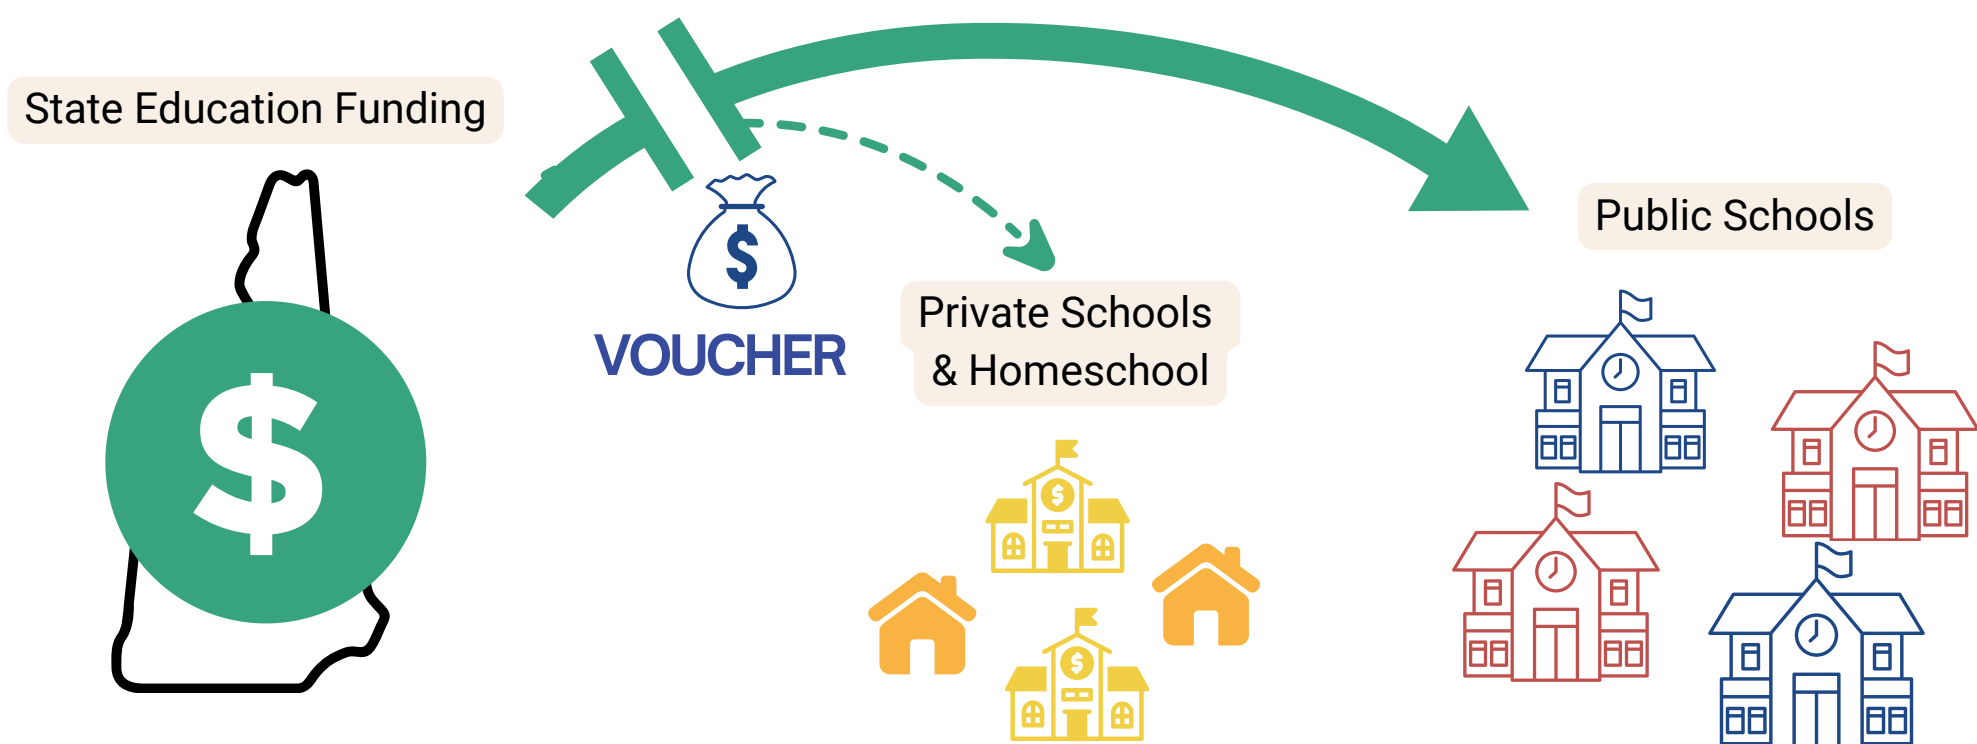 State Education Funding
$
$
VOUCHER
Private Schools
& Homeschool
$
$
Public Schools